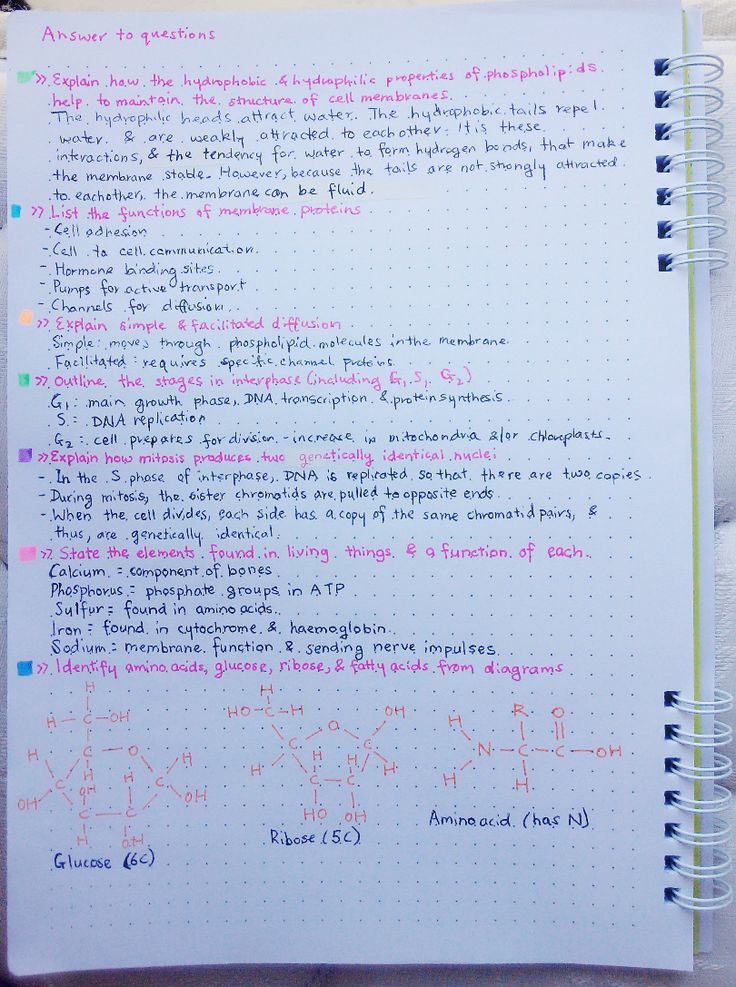 Answer to questions
>> Explain how the hydrophobic & hydrophilic properties of phospholipids
help to maintain the structure of cell membranes.
The hydrophilic heads attract water. The hydrophobic tails repel
water & are weakly attracted to eachother. It is these
interactions, & the tendency for water to form hydrogen bonds, that make
the membrane stable. However, because the tails are not strongly attracted
to eachother, the membrane can be fluid.
>> List the functions of membrane proteins
- Cell adhesion
- Cell to cell communication
- Hormone binding sites
- Pumps for active transport
- Channels for diffusion
>> Explain simple & facilitated diffusion
Simple: moves through phospholipid molecules in the membrane
Facilitated: requires specific channel proteins
>> Outline the stages in interphase (including G1, S, G2)
G1: main growth phase, DNA transcription & protein synthesis
S: DNA replication
G2: cell prepares for division - increase in mitochondria &/or chloroplasts
>> Explain how mitosis produces two genetically identical nuclei
- In the S phase of interphase, DNA is replicated so that there are two copies
- During mitosis, the sister chromatids are pulled to opposite ends
- When the cell divides, each side has a copy of the same chromatid pairs, &
thus, are genetically identical
>> State the elements found in living things & a function of each
Calcium = component of bones
Phosphorus = phosphate groups in ATP
Sulfur = found in amino acids
Iron = found in cytochrome & haemoglobin
Sodium = membrane function & sending nerve impulses
>> Identify amino acids, glucose, ribose, & fatty acids from diagrams
H
H-C-OH
C O
H H H
C C
OH OH H OH
C C
H OH
Glucose (6C)
H
HO-C-H OH
O
C C
H H H H
C-C
HO OH
Ribose (5C)
H R O
N-C-C-OH
H H
Amino acid (has N)